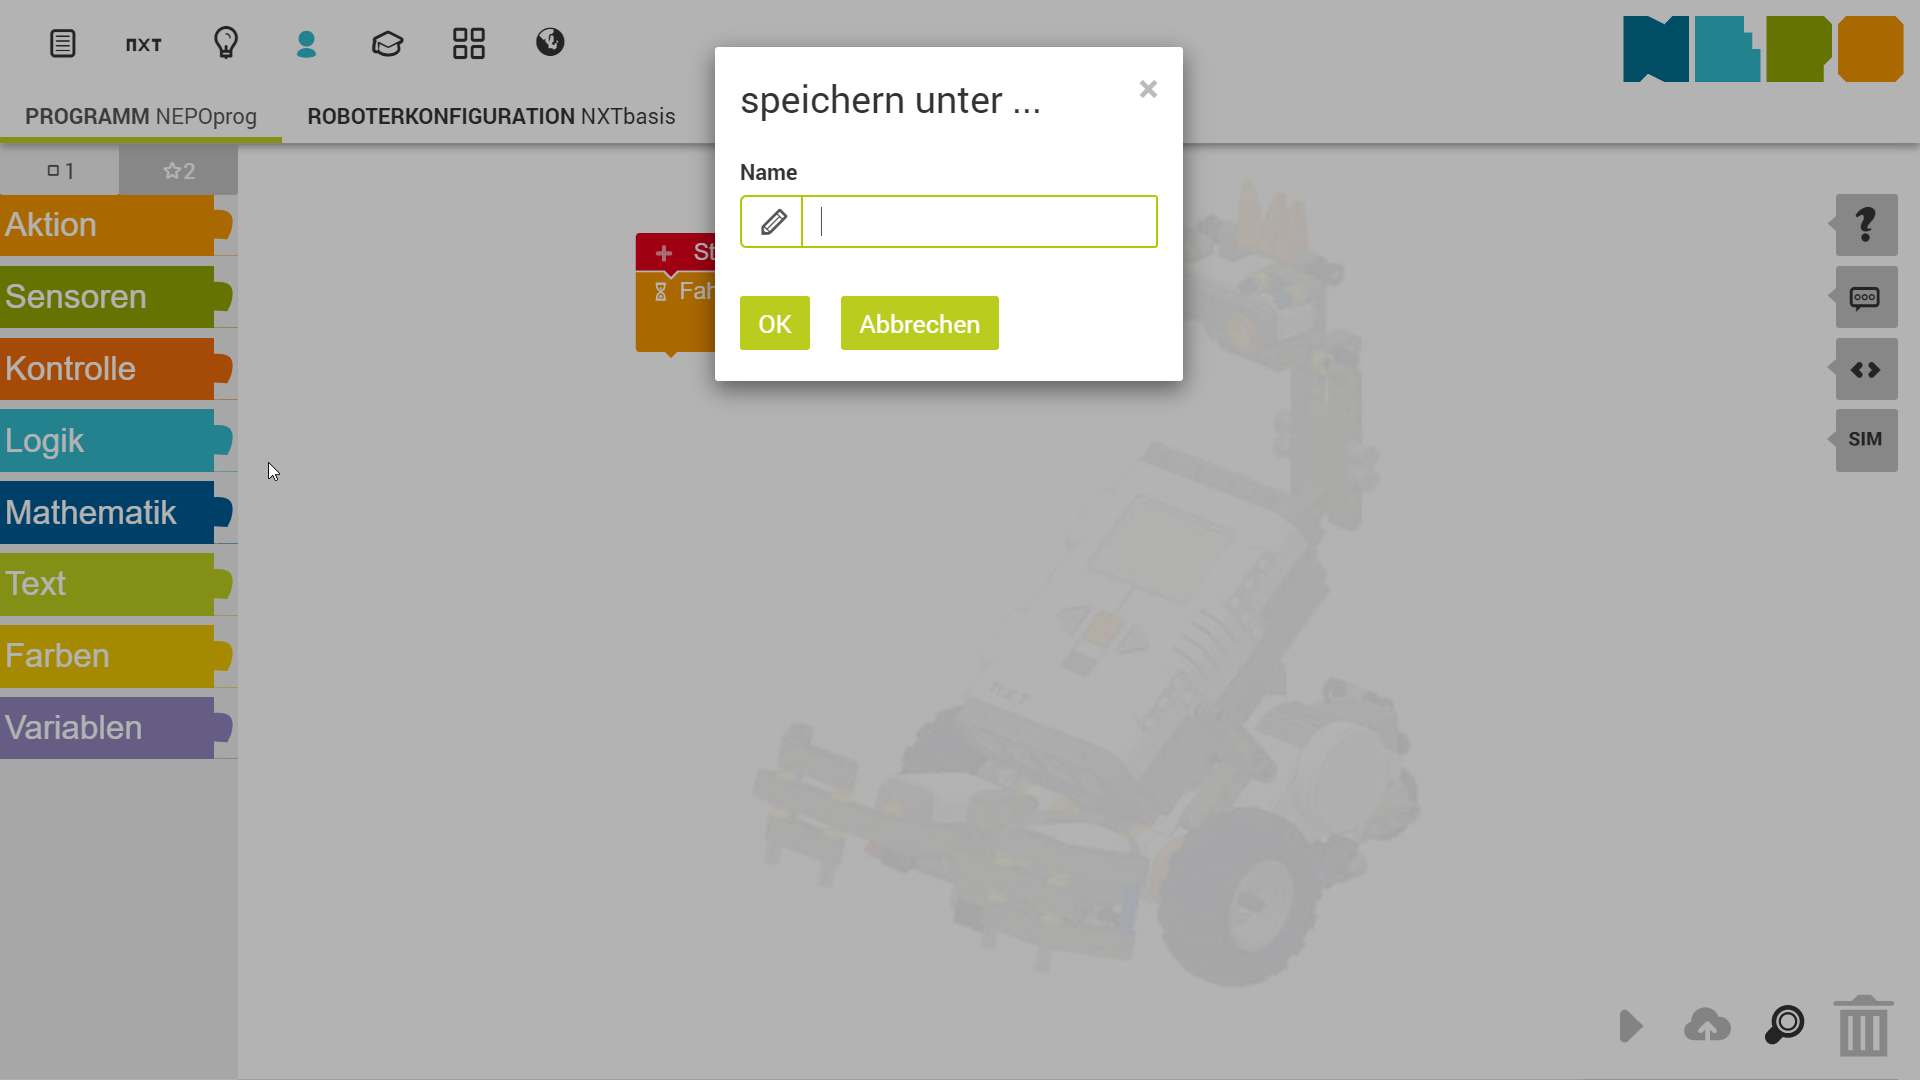 nxt
speichern unter ...
×
PROGRAMM NEPOprog
ROBOTERKONFIGURATION NXTbasis
1
2
Name
Aktion
Sensoren
Kontrolle
Logik
Mathematik
Text
Farben
Variablen
+ St
Fah
OK
Abbrechen
?
SIM
NXT